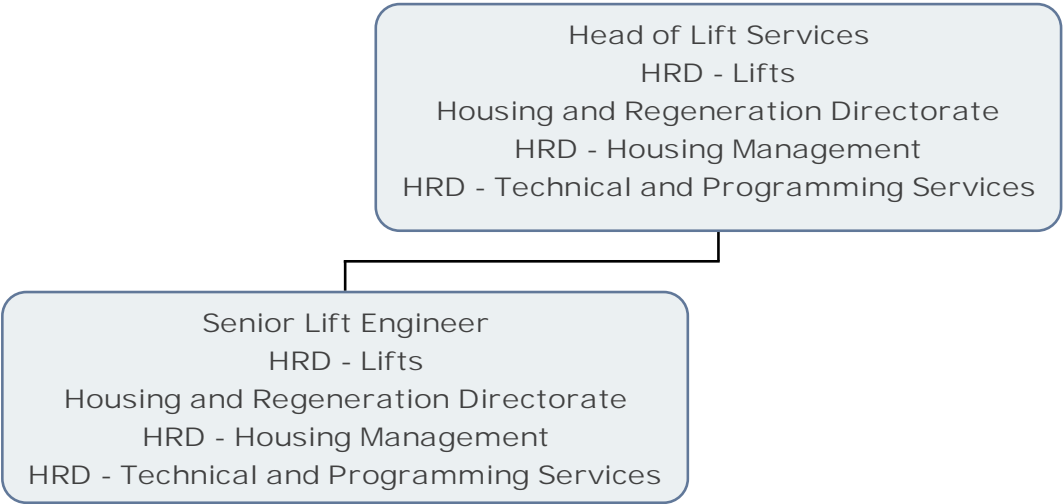 Head of Lift Services
HRD - Lifts
Housing and Regeneration Directorate
HRD - Housing Management
HRD - Technical and Programming Services
Senior Lift Engineer
HRD - Lifts
Housing and Regeneration Directorate
HRD - Housing Management
HRD - Technical and Programming Services